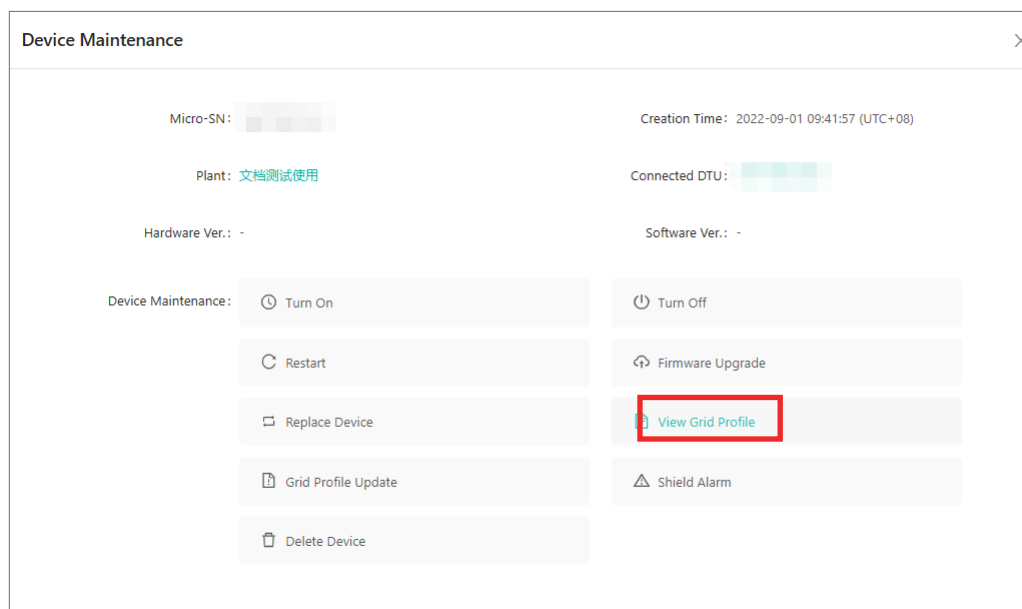 Device Maintenance
Micro-SN:
Creation Time: 2022-09-01 09:41:57 (UTC+08)
Plant: 文档测试使用
Connected DTU:
Hardware Ver.: -
Software Ver.: -
Device Maintenance:
Turn On
Turn Off
Restart
Firmware Upgrade
Replace Device
View Grid Profile
Grid Profile Update
Shield Alarm
Delete Device